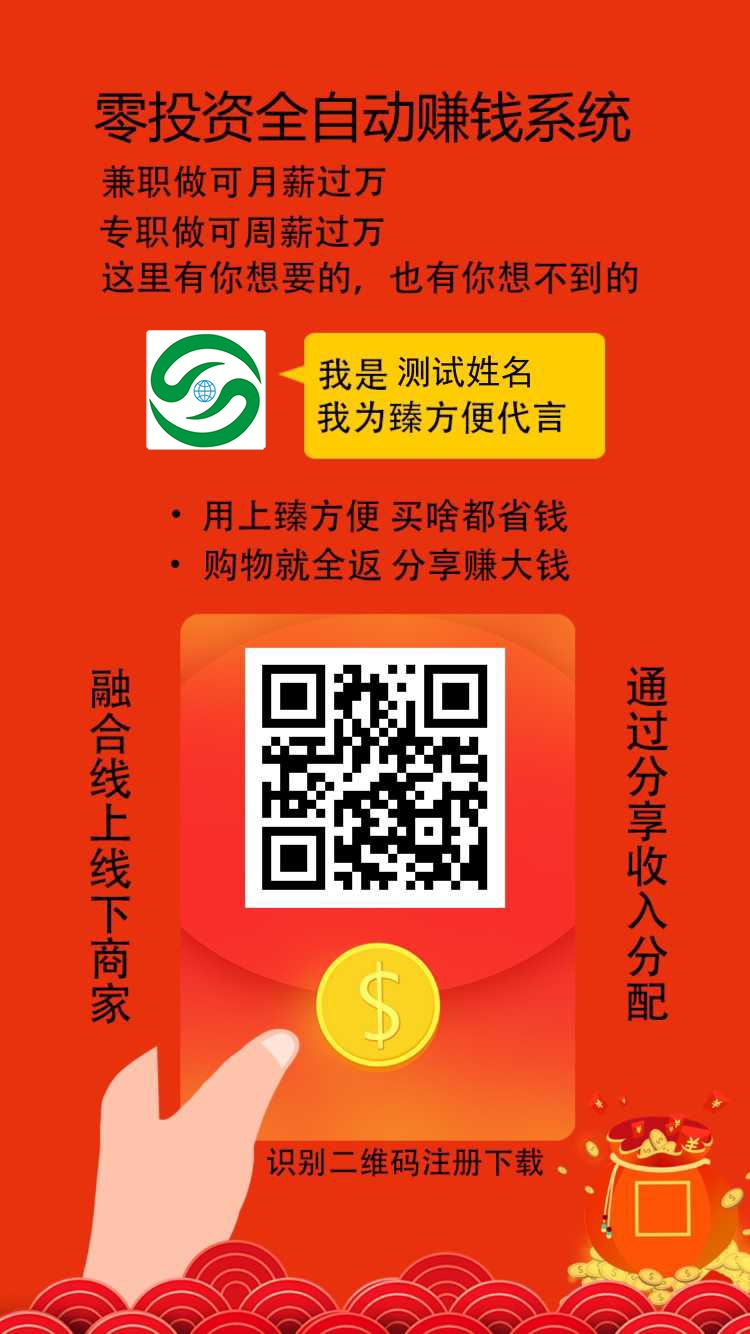 零投资全自动赚钱系统
兼职做可月薪过万
专职做可周薪过万
这里有你想要的，也有你想不到的
我是 测试姓名
我为臻方便代言
· 用上臻方便 买啥都省钱
· 购物就全返 分享赚大钱
融合线上线下商家
通过分享收入分配
$
识别二维码注册下载